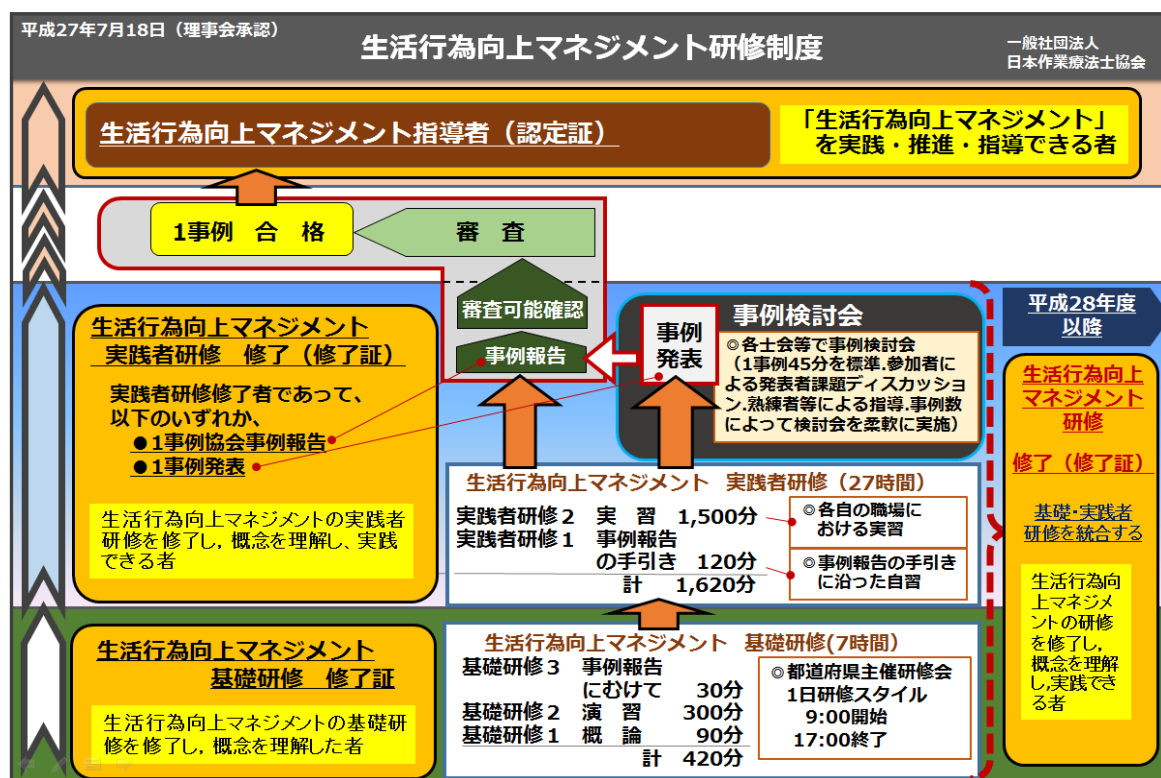 平成27年7月18日（理事会承認）
生活行為向上マネジメント研修制度
一般社団法人
日本作業療法士協会
生活行為向上マネジメント指導者（認定証）
「生活行為向上マネジメント」
を実践・推進・指導できる者
1事例 合 格
審 査
審査可能確認
事例報告
事例
発表
事例検討会
◎各士会等で事例検討会
（1事例45分を標準.参加者に
よる発表者課題ディスカッショ
ン.熟練者等による指導.事例数
によって検討会を柔軟に実施）
平成28年度
以降
生活行為向上マネジメント
実践者研修 修了（修了証）
実践者研修修了者であって、
以下のいずれか、
●1事例協会事例報告
●1事例発表
生活行為向上マネジメントの実践者
研修を修了し，概念を理解し、実践
できる者
生活行為向上マネジメント 実践者研修（27時間）
実践者研修２ 実 習 1,500分
実践者研修１ 事例報告
の手引き 120分
計 1,620分
◎各自の職場に
おける実習
◎事例報告の手引き
に沿った自習
生活行為向上
マネジメント
研修
修了（修了証）
基礎・実践者
研修を統合する
生活行為向
上マネジメ
ントの研修
を修了し，
概念を理解
し,実践でき
る者
生活行為向上マネジメント
基礎研修 修了証
生活行為向上マネジメントの基礎研
修を修了し，概念を理解した者
生活行為向上マネジメント 基礎研修(7時間)
基礎研修３ 事例報告
にむけて 30分
基礎研修２ 演 習 300分
基礎研修１ 概 論 90分
計 420分
◎都道府県主催研修会
1日研修スタイル
9:00開始
17:00終了